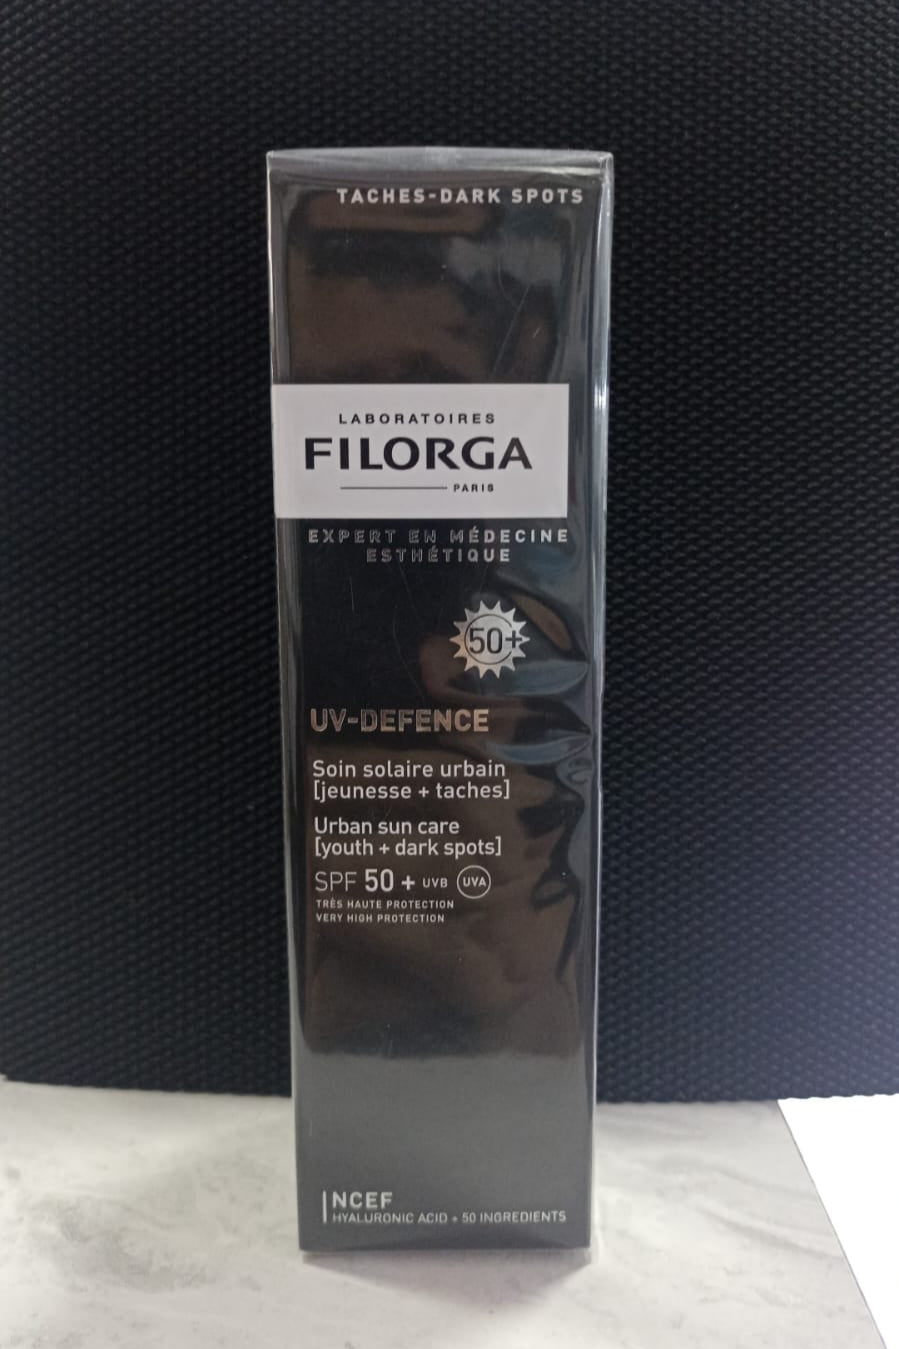 TACHES-DARK SPOTS
LABORATOIRES
FILORGA
PARIS
EXPERT EN MÉDECINE
ESTHÉTIQUE
50+
UV-DEFENCE
Soin solaire urbain
[jeunesse + taches]
Urban sun care
[youth + dark spots]
SPF 50 + UVB UVA
TRÈS HAUTE PROTECTION
VERY HIGH PROTECTION
NCEF
HYALURONIC ACID + 50 INGREDIENTS